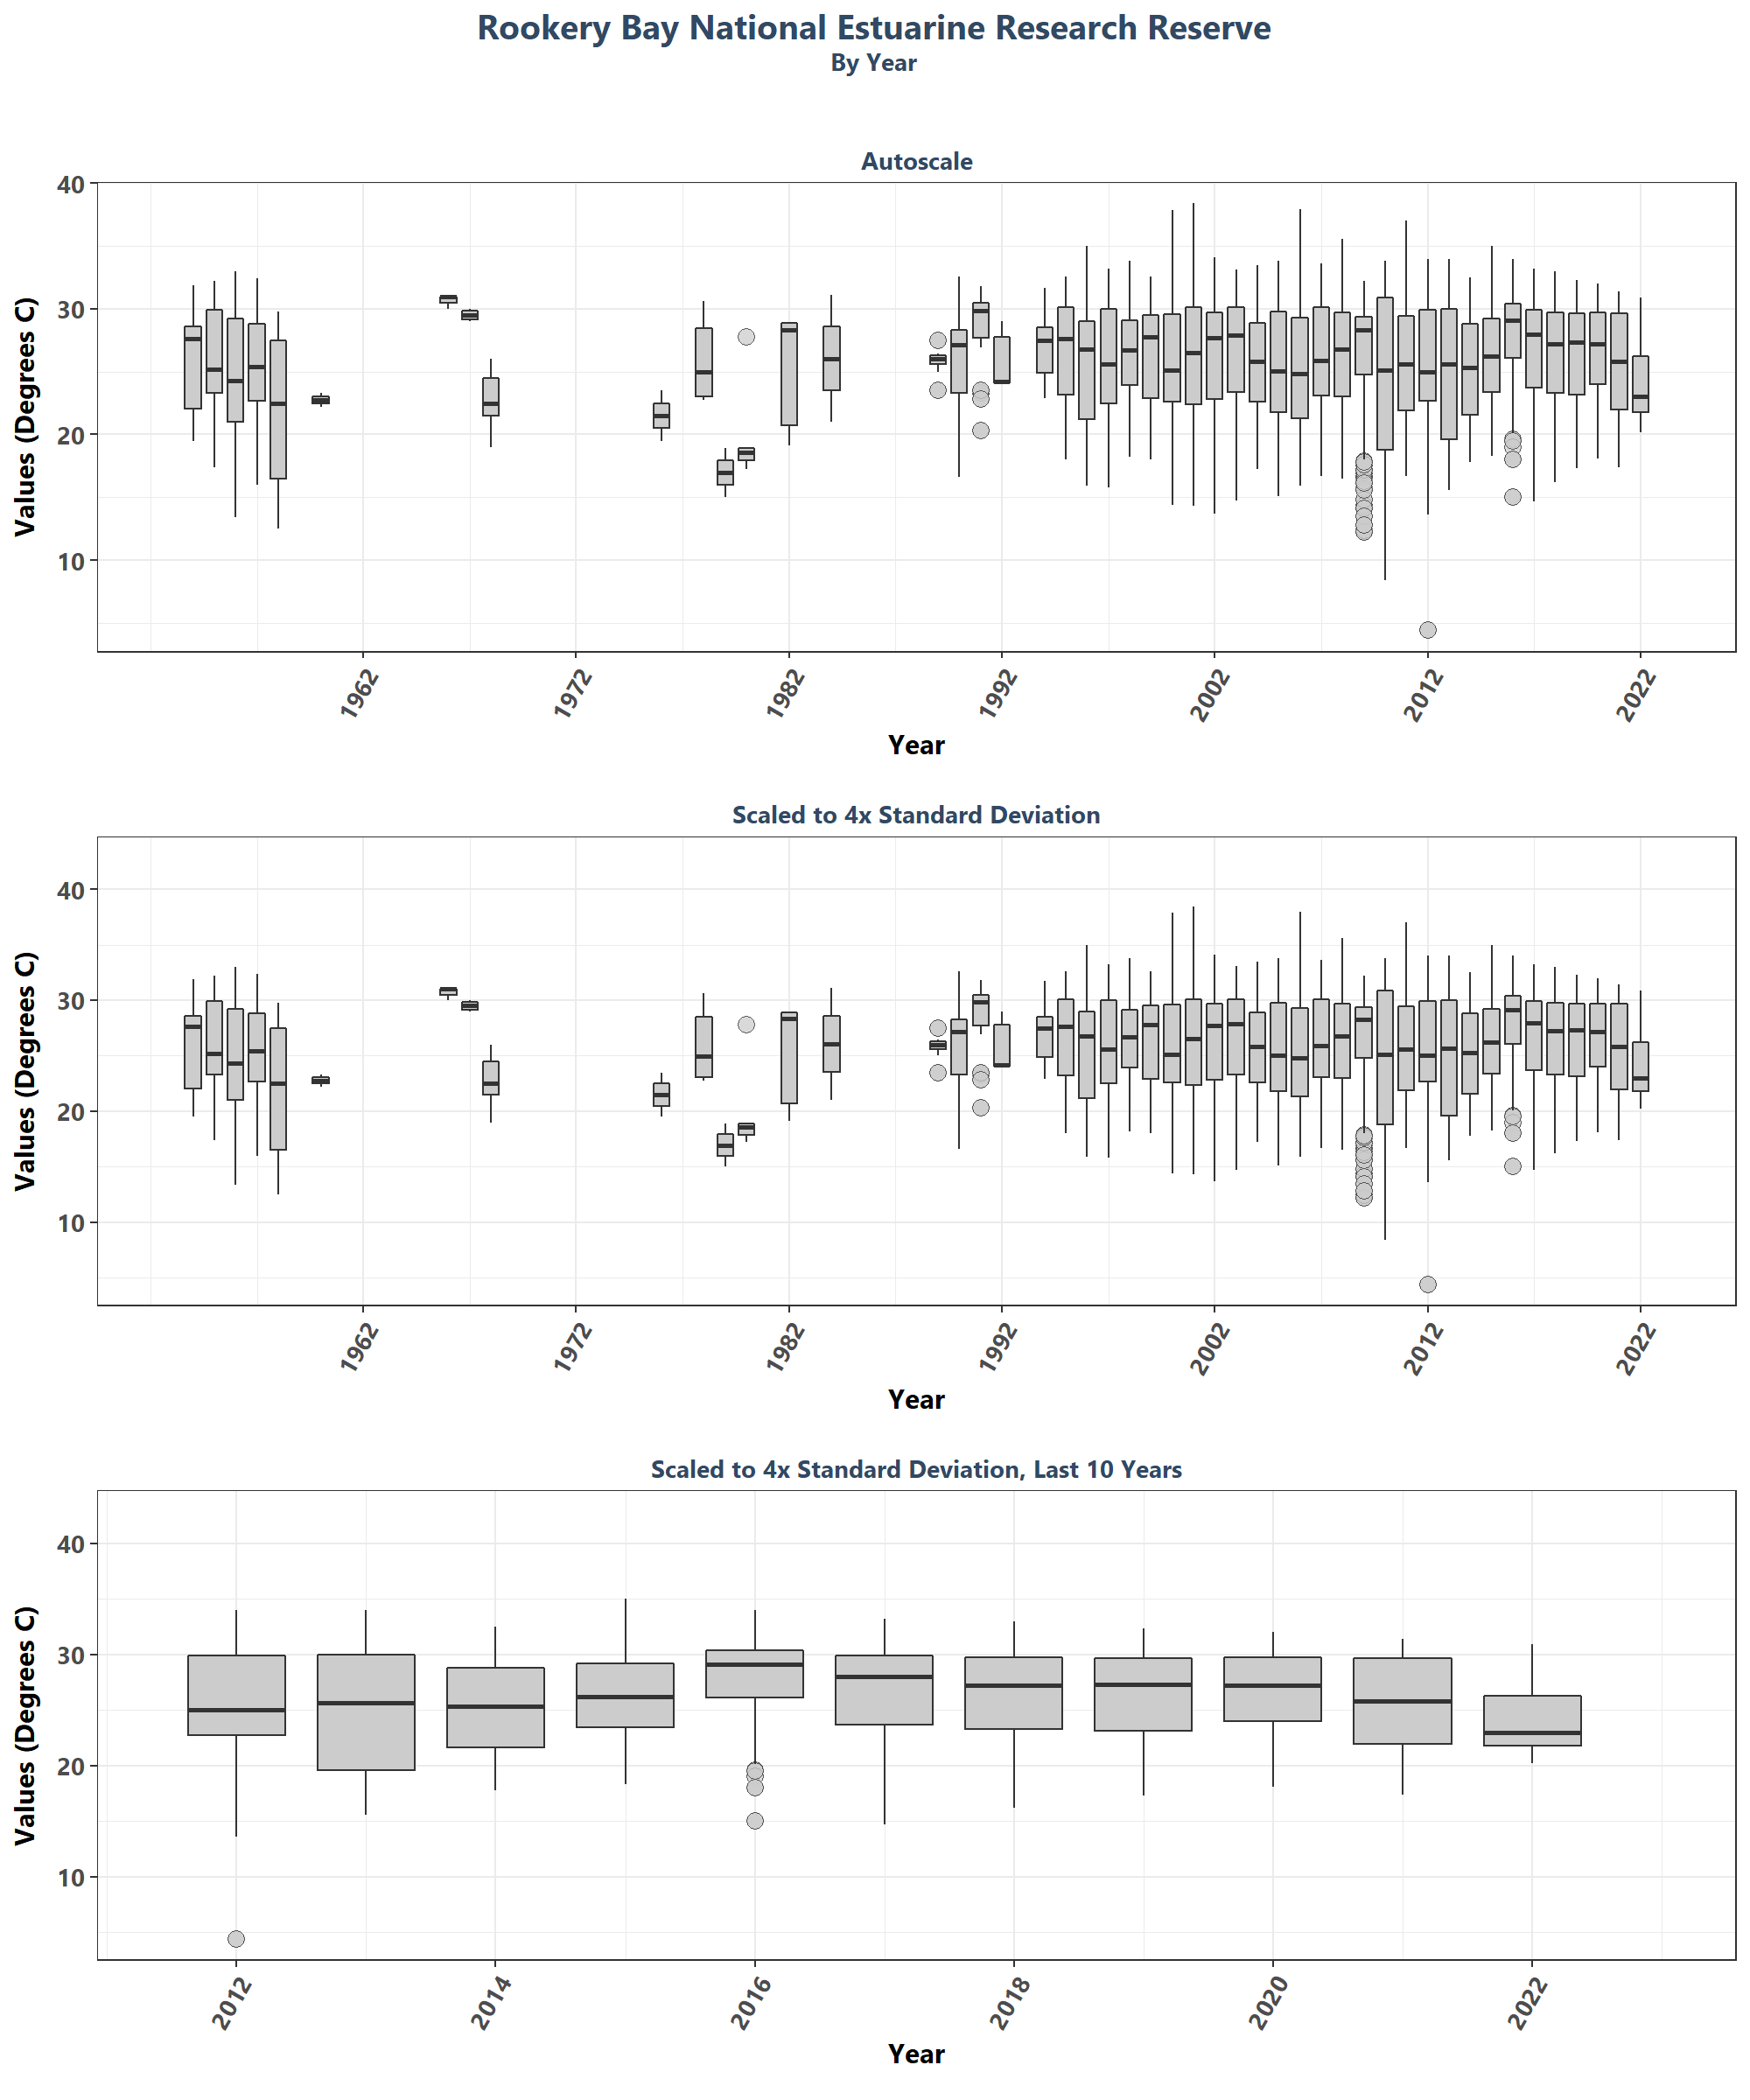 Rookery Bay National Estuarine Research Reserve
By Year
Autoscale
Values (Degrees C)
40
30
20
10
1962
1972
1982
1992
2002
2012
2022
Year
Scaled to 4x Standard Deviation
Values (Degrees C)
40
30
20
10
1962
1972
1982
1992
2002
2012
2022
Year
Scaled to 4x Standard Deviation, Last 10 Years
Values (Degrees C)
40
30
20
10
2012
2014
2016
2018
2020
2022
Year